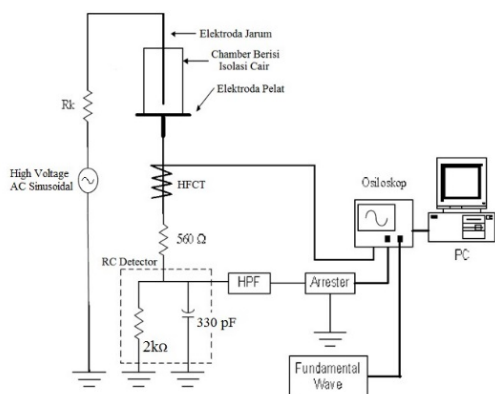 Elektroda Jarum
Chamber Berisi
Isolasi Cair
Elektroda Pelat
Rk
High Voltage
AC Sinusoidal
HFCT
Osiloskop
PC
560 Ω
RC Detector
HPF
Arrester
330 pF
2kΩ
Fundamental
Wave